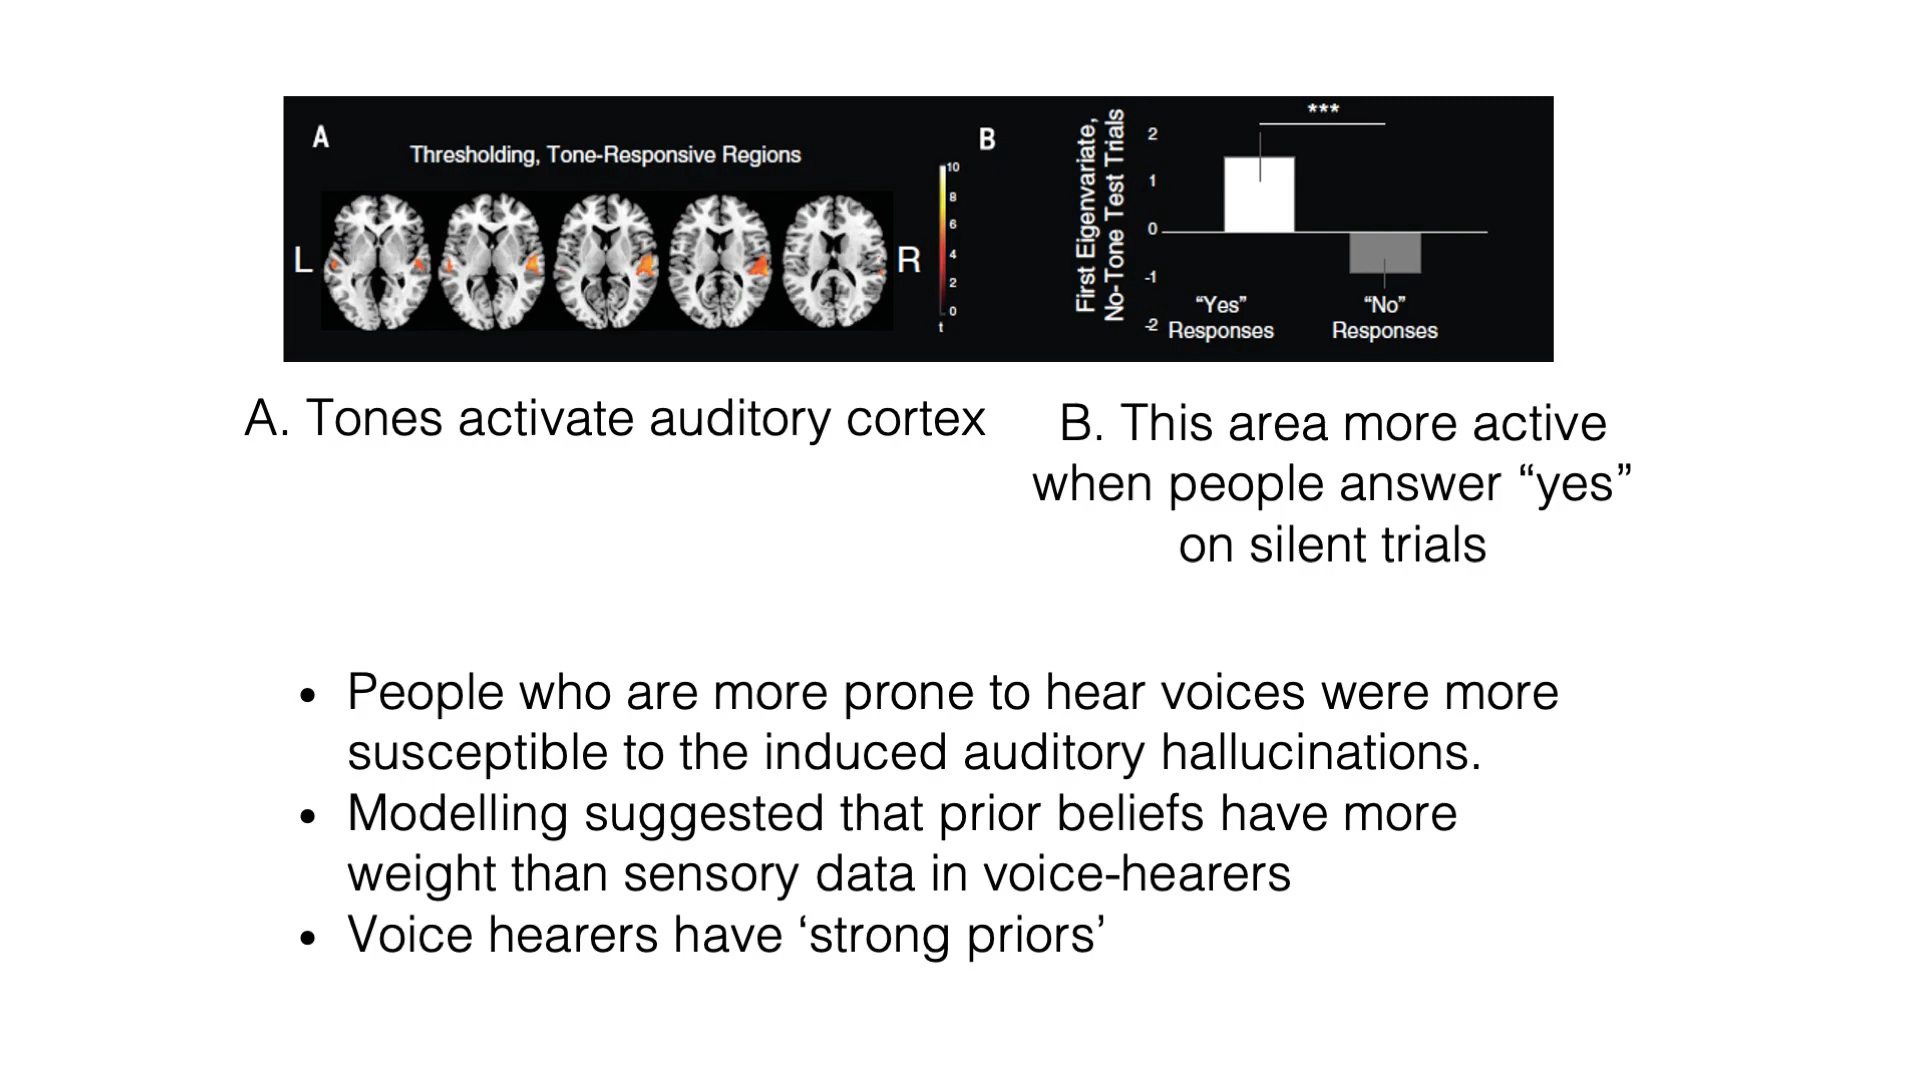 A
Thresholding, Tone-Responsive Regions
L
R
10
8
6
4
2
0
t
B
First Eigenvariate,
No-Tone Test Trials
***
2
1
0
-1
-2
“Yes”
Responses
“No”
Responses
A. Tones activate auditory cortex
B. This area more active
when people answer “yes”
on silent trials
• People who are more prone to hear voices were more
susceptible to the induced auditory hallucinations.
• Modelling suggested that prior beliefs have more
weight than sensory data in voice-hearers
• Voice hearers have ‘strong priors’